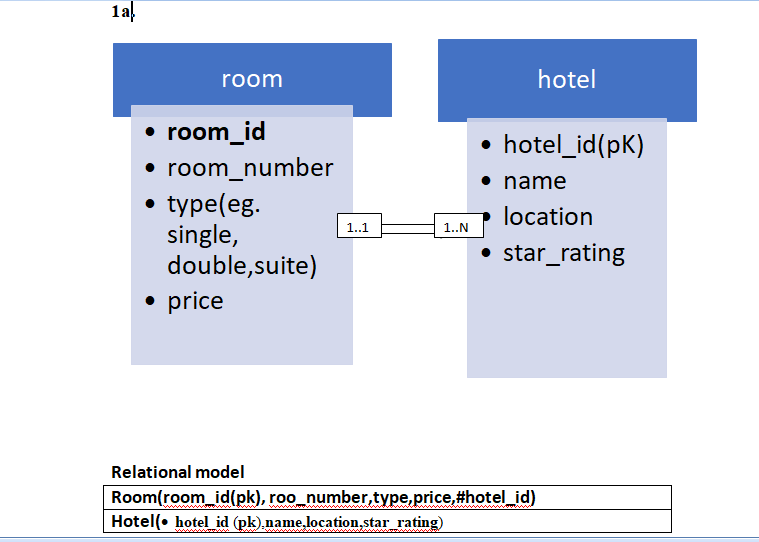 1a.
room
• room_id
• room_number
• type(eg.
single,
double,suite)
• price
1..1
1..N
hotel
• hotel_id(pK)
• name
• location
• star_rating
Relational model
Room(room_id(pk), roo_number,type,price,#hotel_id)
Hotel(• hotel_id (pk),name,location,star_rating)